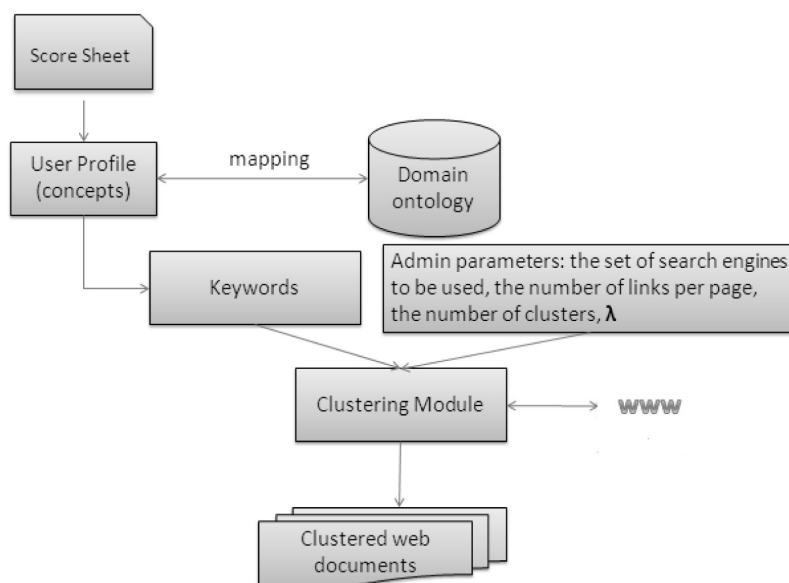 Score Sheet
User Profile
(concepts)
mapping
Domain
ontology
Keywords
Admin parameters: the set of search engines
to be used, the number of links per page,
the number of clusters, λ
Clustering Module
WWW
Clustered web
documents